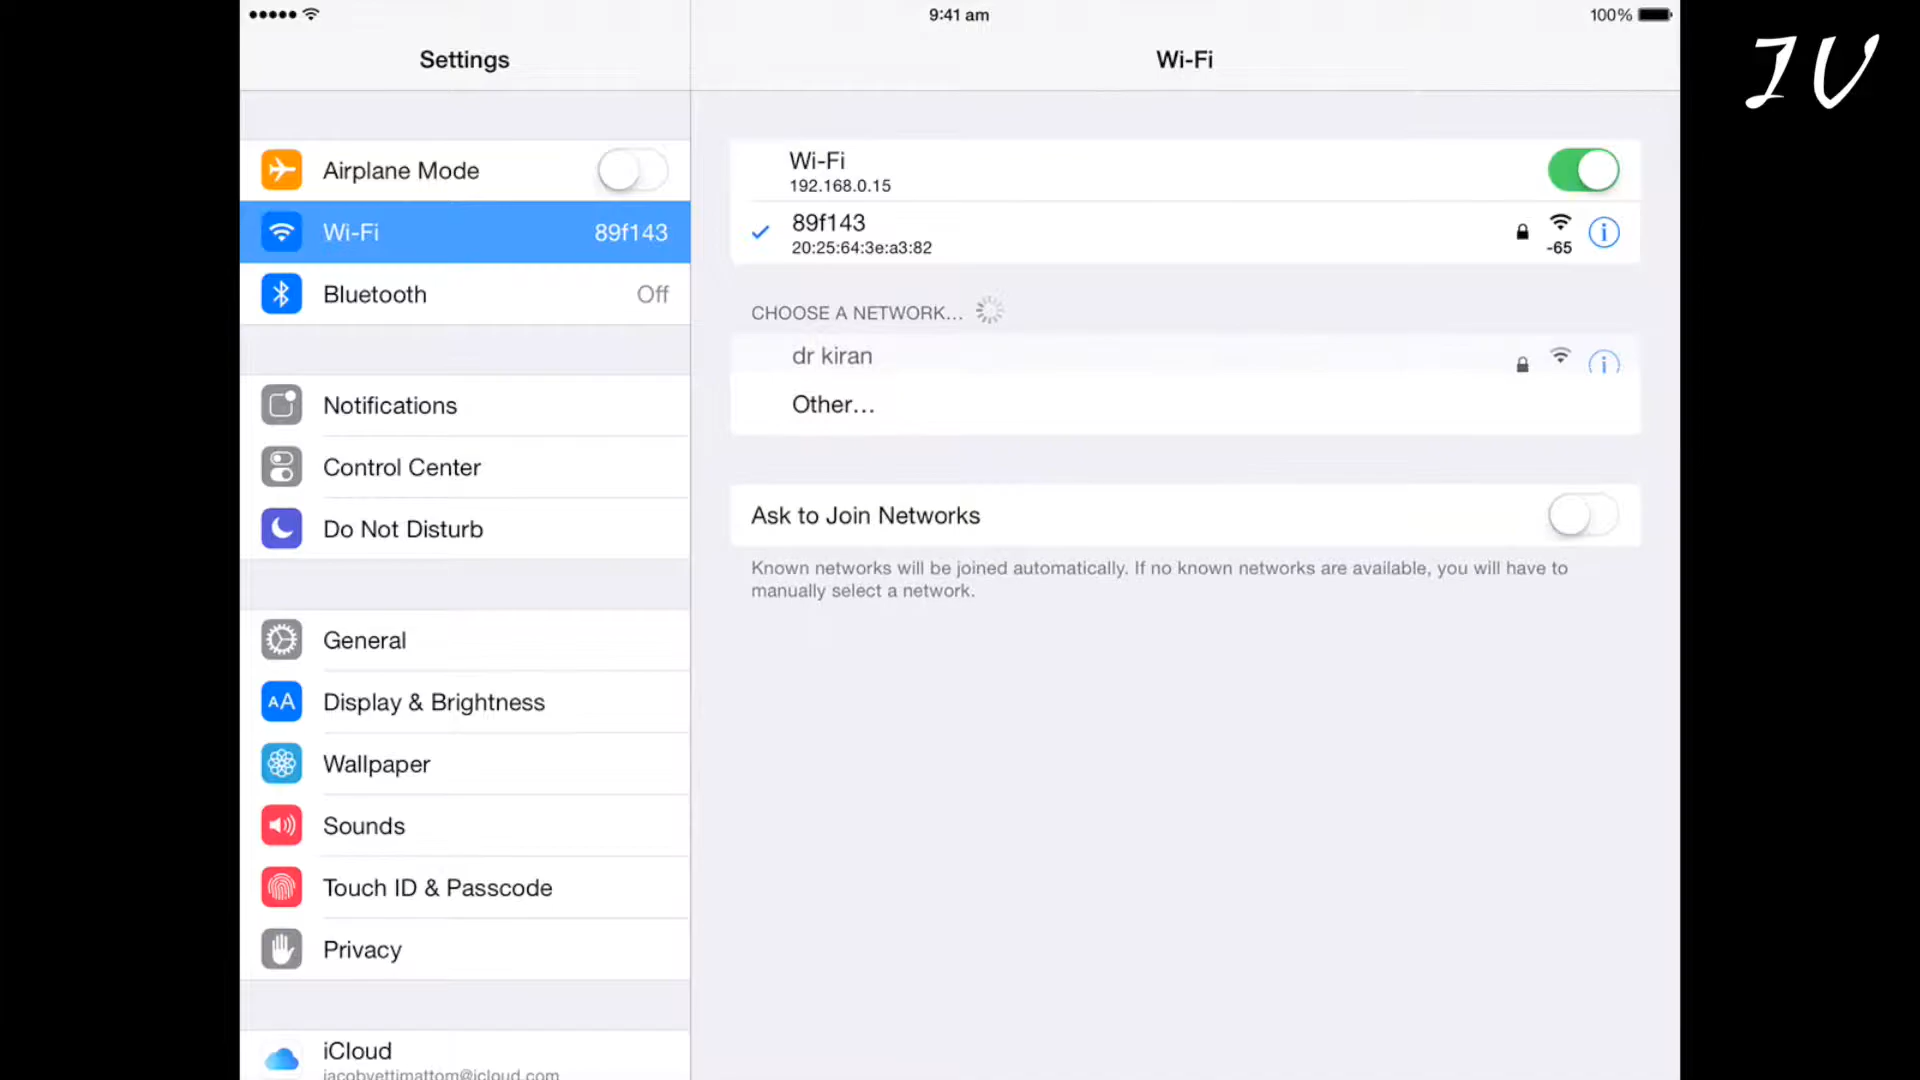 9:41 am
100%
IV
Settings
Wi-Fi
Airplane Mode
Wi-Fi 89f143
Bluetooth Off
Notifications
Control Center
Do Not Disturb
General
AA Display & Brightness
Wallpaper
Sounds
Touch ID & Passcode
Privacy
iCloud
jacobvettimattom@icloud.com
Wi-Fi
192.168.0.15
89f143
20:25:64:3e:a3:82
-65
CHOOSE A NETWORK...
dr kiran
Other...
Ask to Join Networks
Known networks will be joined automatically. If no known networks are available, you will have to
manually select a network.